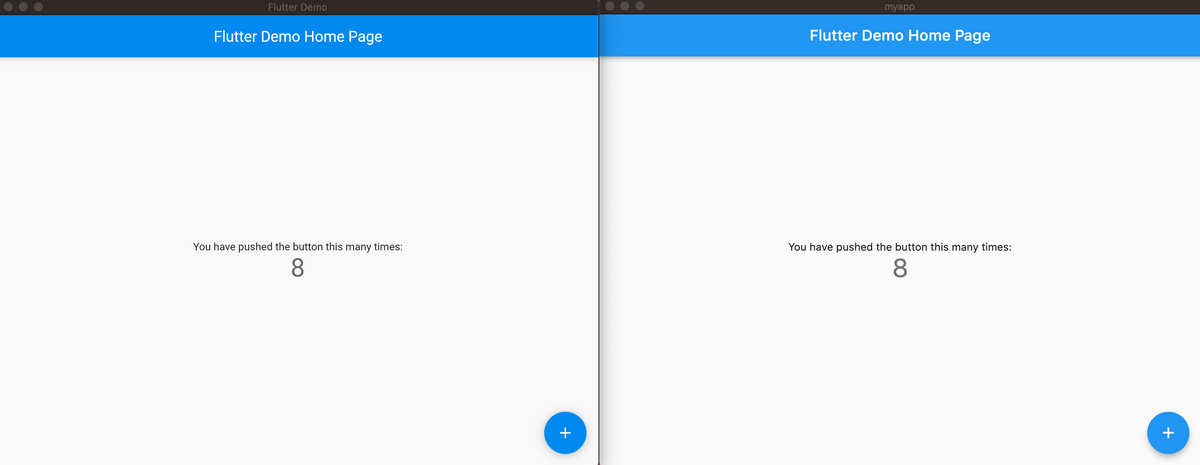 Flutter Demo
Flutter Demo Home Page
You have pushed the button this many times:
8
+
myapp
Flutter Demo Home Page
You have pushed the button this many times:
8
+